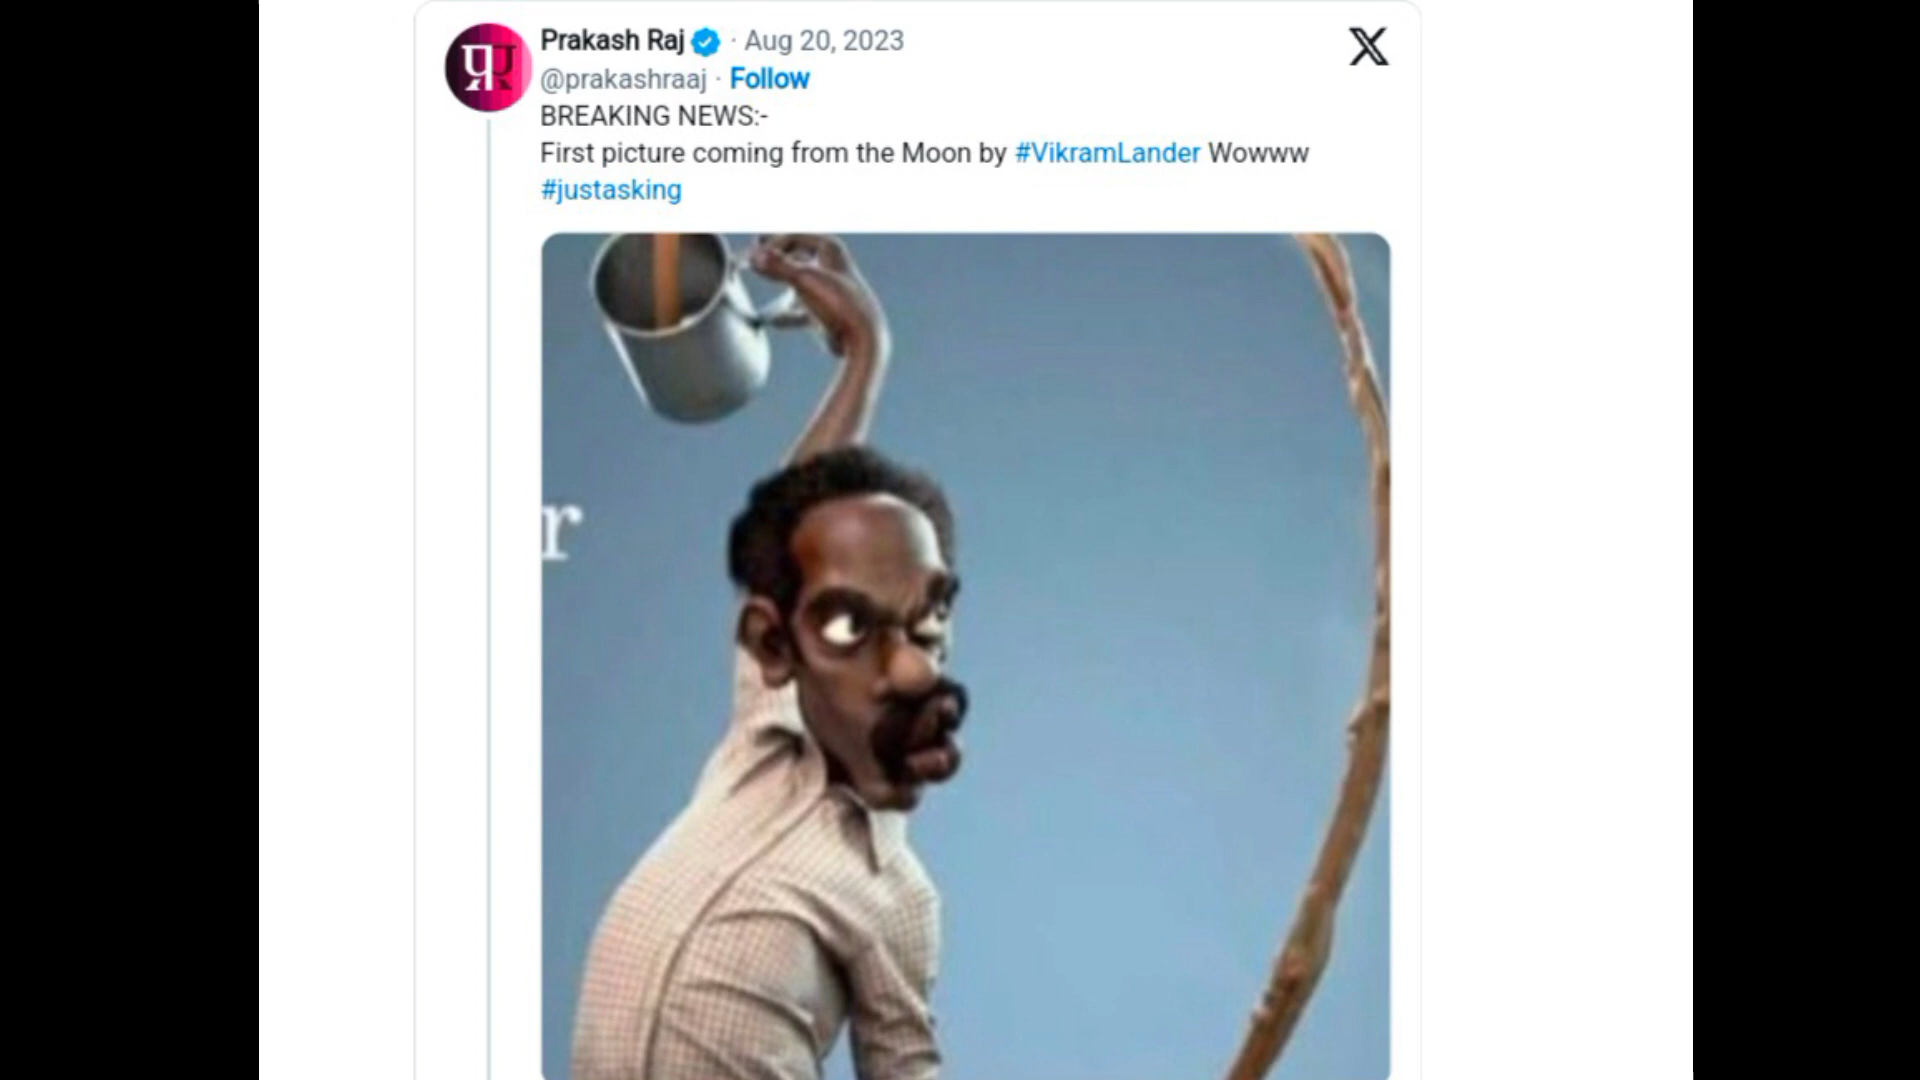 Prakash Raj · Aug 20, 2023
@prakashraaj · Follow
BREAKING NEWS:-
First picture coming from the Moon by #VikramLander Wowww
#justasking
r